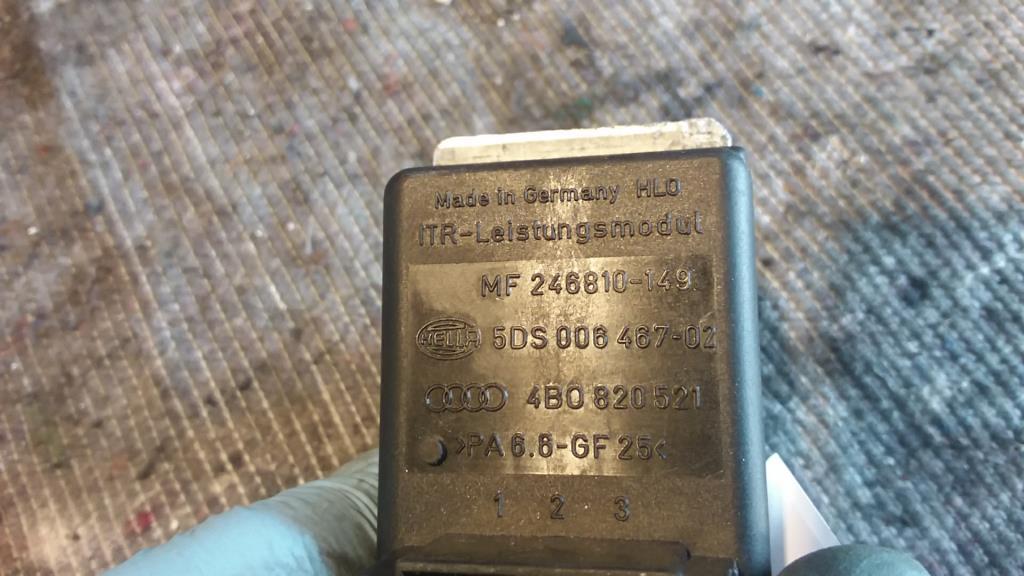 Made in Germany HLO
ITR-Leistungsmodul
MF 246810-149
HELLA 5DS 006 467-02
4B0 820 521
>PA 6.6-GF 25<
1 2 3